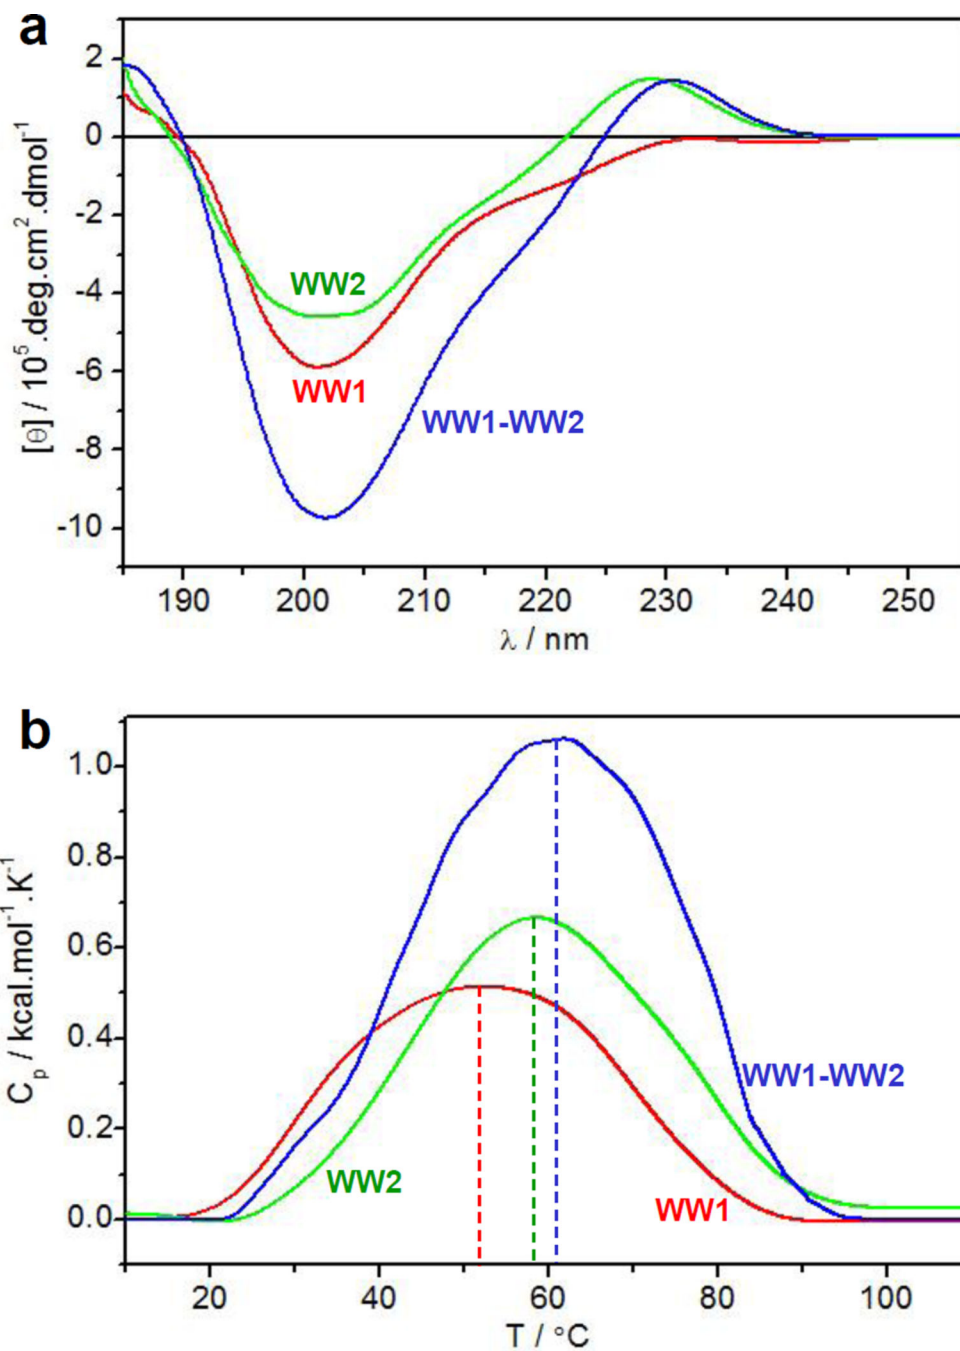 a
2
0
-2
-4
-6
-8
-10
[θ] / 10⁵.deg.cm².dmol⁻¹
WW2
WW1
WW1-WW2
190 200 210 220 230 240 250
λ / nm
b
1.0
0.8
0.6
0.4
0.2
0.0
Cₚ / kcal.mol⁻¹.K⁻¹
WW1-WW2
WW2
WW1
20 40 60 80 100
T / °C